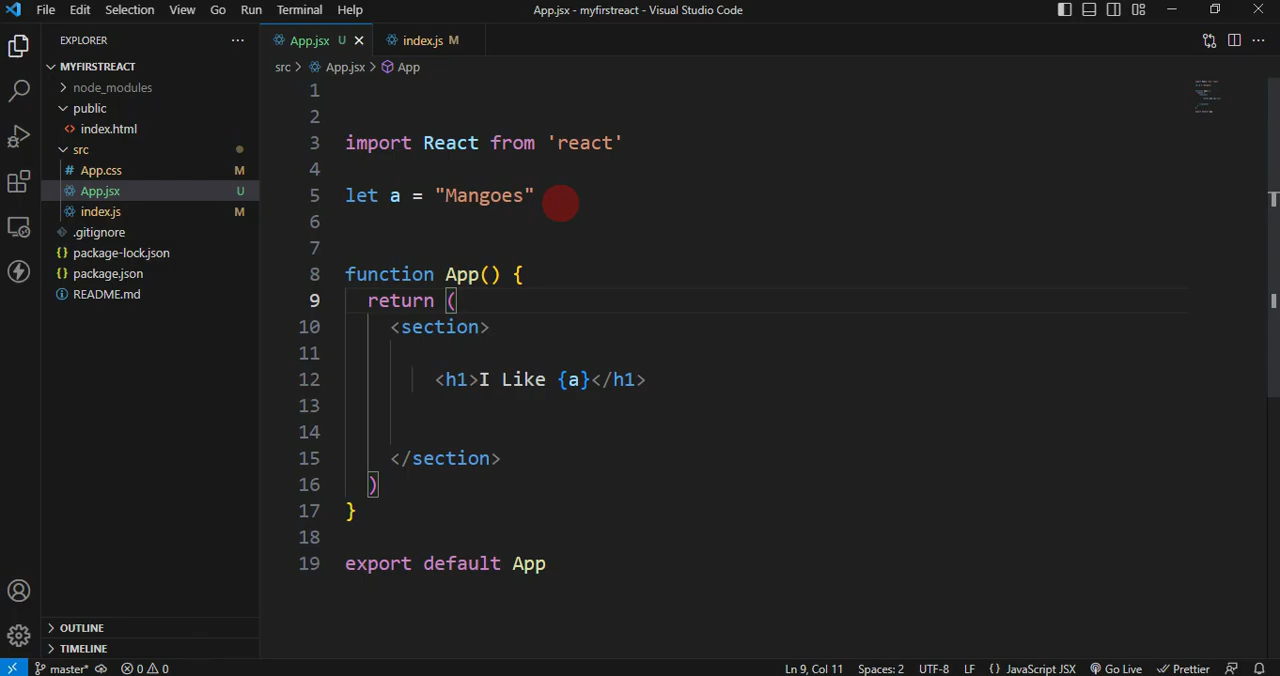 File Edit Selection View Go Run Terminal Help App.jsx - myfirstreact - Visual Studio Code
EXPLORER
MYFIRSTREACT
node_modules
public
index.html
src
# App.css M
App.jsx U
index.js M
.gitignore
{} package-lock.json
{} package.json
README.md
OUTLINE
TIMELINE
App.jsx U index.js M
src > App.jsx > App
1
2
3 import React from 'react'
4
5 let a = "Mangoes"
6
7
8 function App() {
9 return (
10 <section>
11
12 <h1>I Like {a}</h1>
13
14
15 </section>
16 )
17 }
18
19 export default App
master* 0 0 Ln 9, Col 11 Spaces: 2 UTF-8 LF {} JavaScript JSX Go Live Prettier